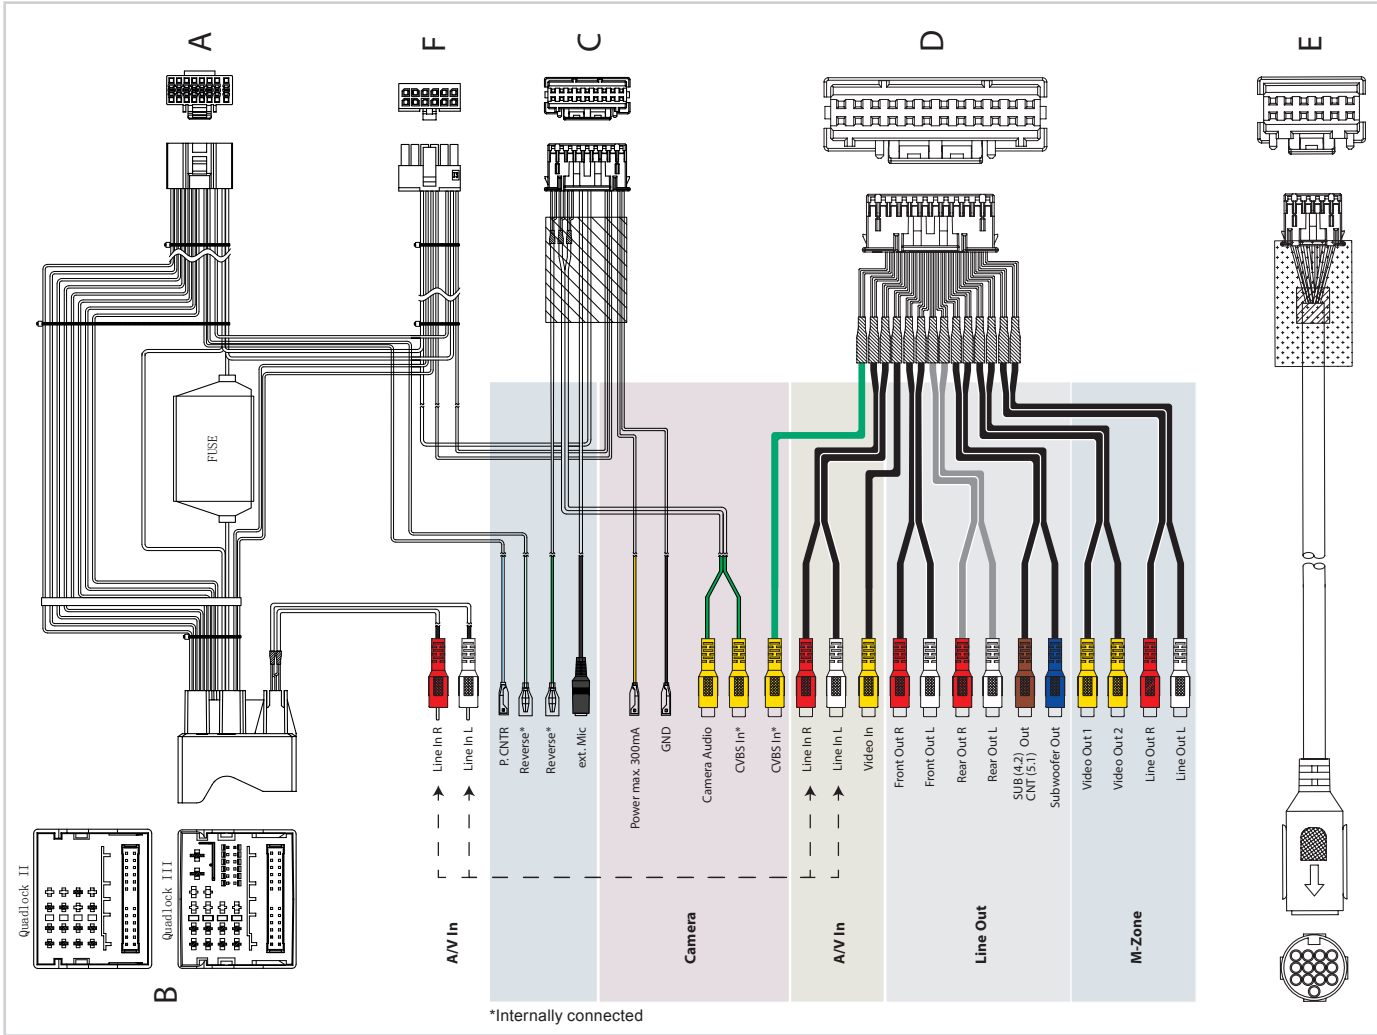 A
F
C
D
E
FUSE
Quadlock II
Quadlock III
B
Line In R
Line In L
P. CNTR
Reverse*
Reverse*
ext. Mic
Power max. 300mA
GND
Camera Audio
CVBS In*
CVBS In*
Line In R
Line In L
Video In
Front Out R
Front Out L
Rear Out R
Rear Out L
SUB (4.2) Out
CNT (5.1)
Subwoofer Out
Video Out 1
Video Out 2
Line Out R
Line Out L
A/V In
Camera
A/V In
Line Out
M-Zone
*Internally connected